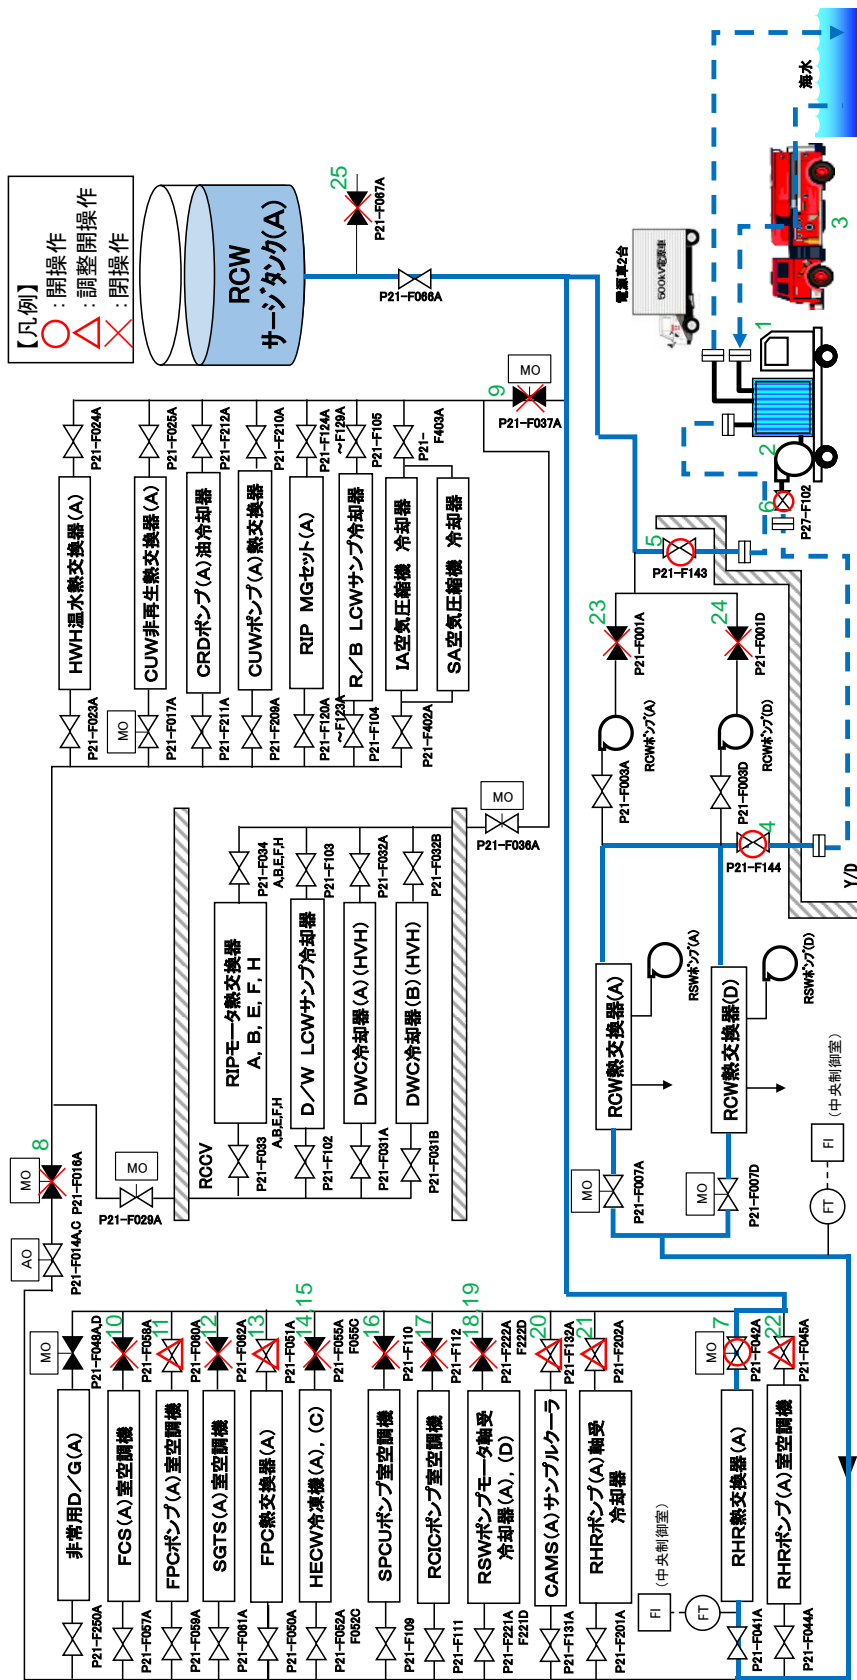 【凡例】
○：開操作
△：調整開操作
×：閉操作
RCW
サージタンク(A)
25
P21-F067A
P21-F066A
海水
3
電源車2台
500kV電源車
1
2
6
P27-F102
5
P21-F143
4
P21-F144
Y/D
23
P21-F001A
24
P21-F001D
RCWポンプ(A)
RCWポンプ(D)
P21-F003A
P21-F003D
RCW熱交換器(A)
RCW熱交換器(D)
RSWポンプ(A)
RSWポンプ(D)
MO
P21-F007A
MO
P21-F007D
FT
FI
(中央制御室)
9
MO
P21-F037A
P21-F024A
HWH温水熱交換器(A)
P21-F023A
P21-F025A
CUW非再生熱交換器(A)
MO
P21-F017A
P21-F212A
CRDポンプ(A)油冷却器
P21-F211A
P21-F210A
CUWポンプ(A)熱交換器
P21-F209A
P21-F124A
～F129A
RIP MGセット(A)
P21-F120A
～F123A
P21-F105
R/B LCWサンプ冷却器
P21-F104
P21-
F403A
IA空気圧縮機 冷却器
P21-F402A
SA空気圧縮機 冷却器
MO
P21-F036A
RCCV
P21-F034
A,B,E,F,H
RIPモータ熱交換器
A, B, E, F, H
P21-F033
A,B,E,F,H
P21-F103
D/W LCWサンプ冷却器
P21-F102
P21-F032A
DWC冷却器(A)(HVH)
P21-F031A
P21-F032B
DWC冷却器(B)(HVH)
P21-F031B
MO
P21-F029A
8
MO
P21-F016A
AO
P21-F014A,C
MO
P21-F048A,D
非常用D/G(A)
P21-F250A
10
P21-F058A
FCS(A)室空調機
P21-F057A
11
P21-F060A
FPCポンプ(A)室空調機
P21-F059A
12
P21-F062A
SGTS(A)室空調機
P21-F061A
13
P21-F051A
FPC熱交換器(A)
P21-F050A
14,15
P21-F055A
F055C
HECW冷凍機(A), (C)
P21-F052A
F052C
16
P21-F110
SPCUポンプ室空調機
P21-F109
17
P21-F112
RCICポンプ室空調機
P21-F111
18,19
P21-F222A
F222D
RSWポンプモータ軸受
冷却器(A), (D)
P21-F221A
F221D
20
P21-F132A
CAMS(A)サンプルクーラ
P21-F131A
21
P21-F202A
RHRポンプ(A)軸受
冷却器
P21-F201A
FI
(中央制御室)
FT
7
MO
P21-F042A
RHR熱交換器(A)
P21-F041A
22
P21-F045A
RHRポンプ(A)室空調機
P21-F044A